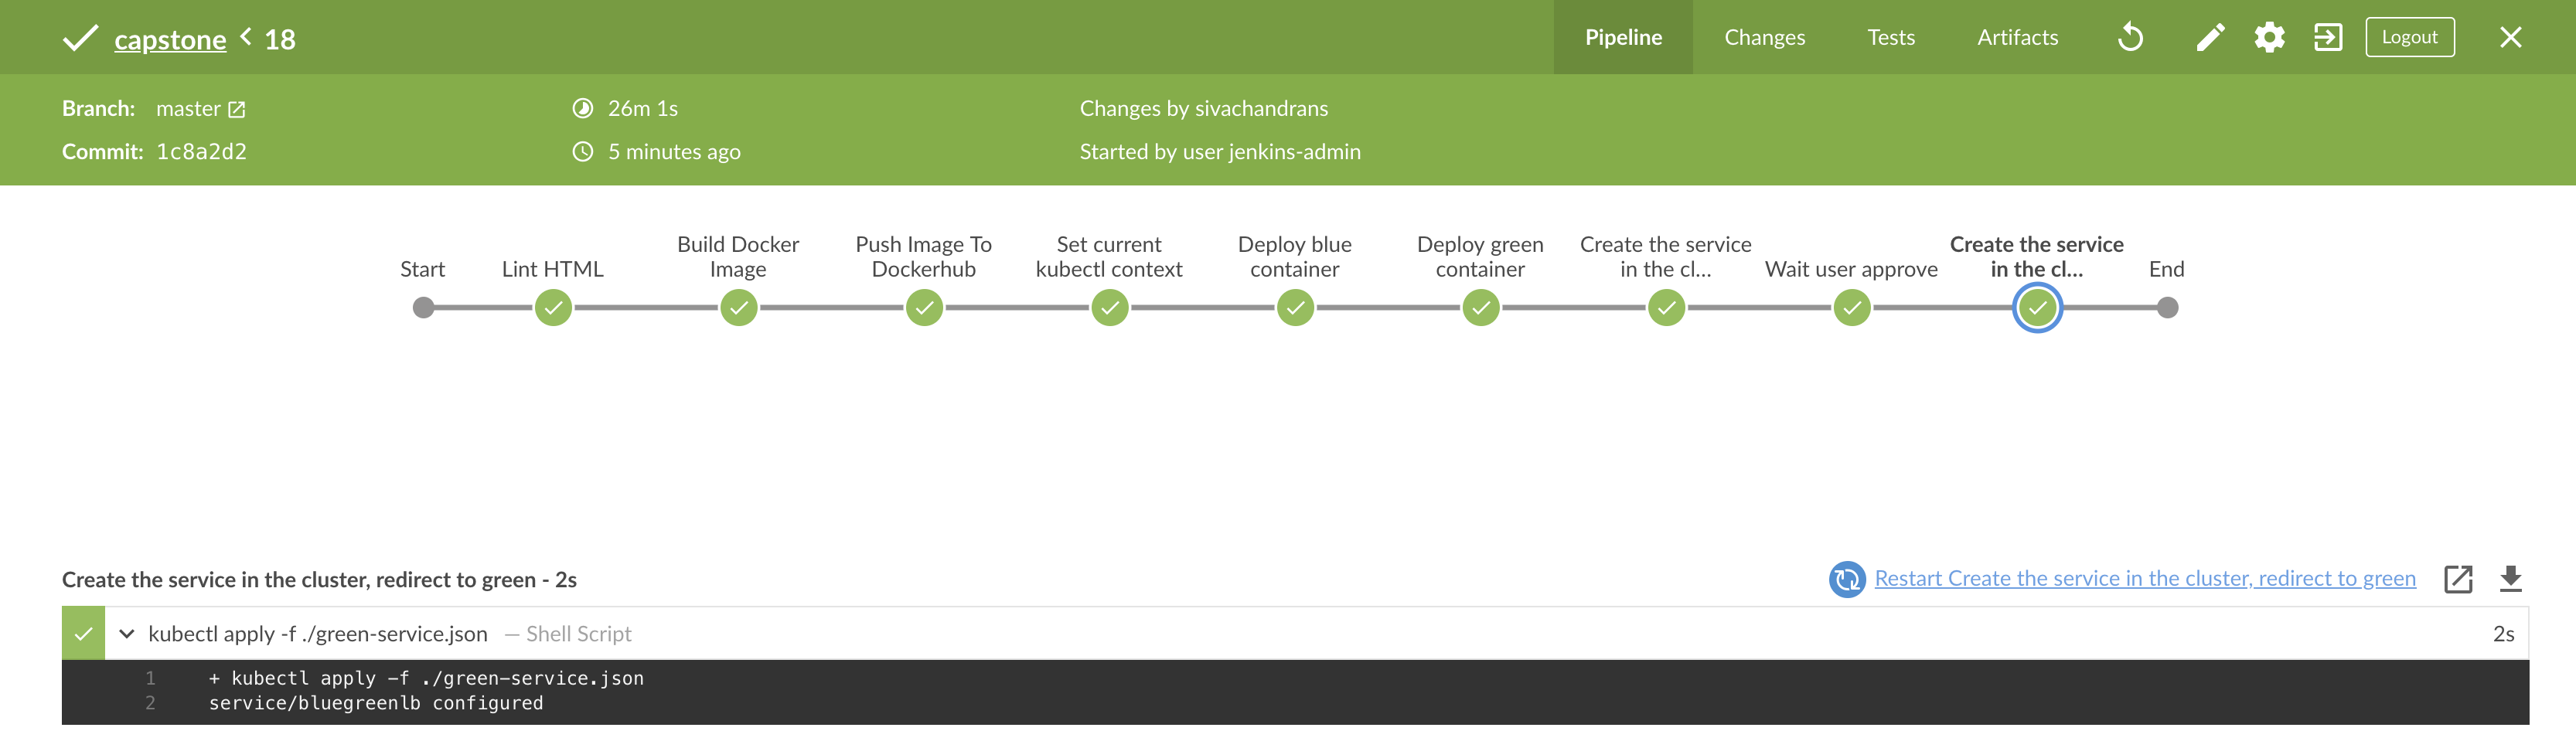 capstone < 18
Pipeline
Changes
Tests
Artifacts
Logout
Branch: master
26m 1s
Changes by sivachandrans
Commit: 1c8a2d2
5 minutes ago
Started by user jenkins-admin
Start
Lint HTML
Build Docker
Image
Push Image To
Dockerhub
Set current
kubectl context
Deploy blue
container
Deploy green
container
Create the service
in the cl...
Wait user approve
Create the service
in the cl...
End
Create the service in the cluster, redirect to green - 2s
Restart Create the service in the cluster, redirect to green
kubectl apply -f ./green-service.json — Shell Script
2s
1 + kubectl apply -f ./green-service.json
2 service/bluegreenlb configured